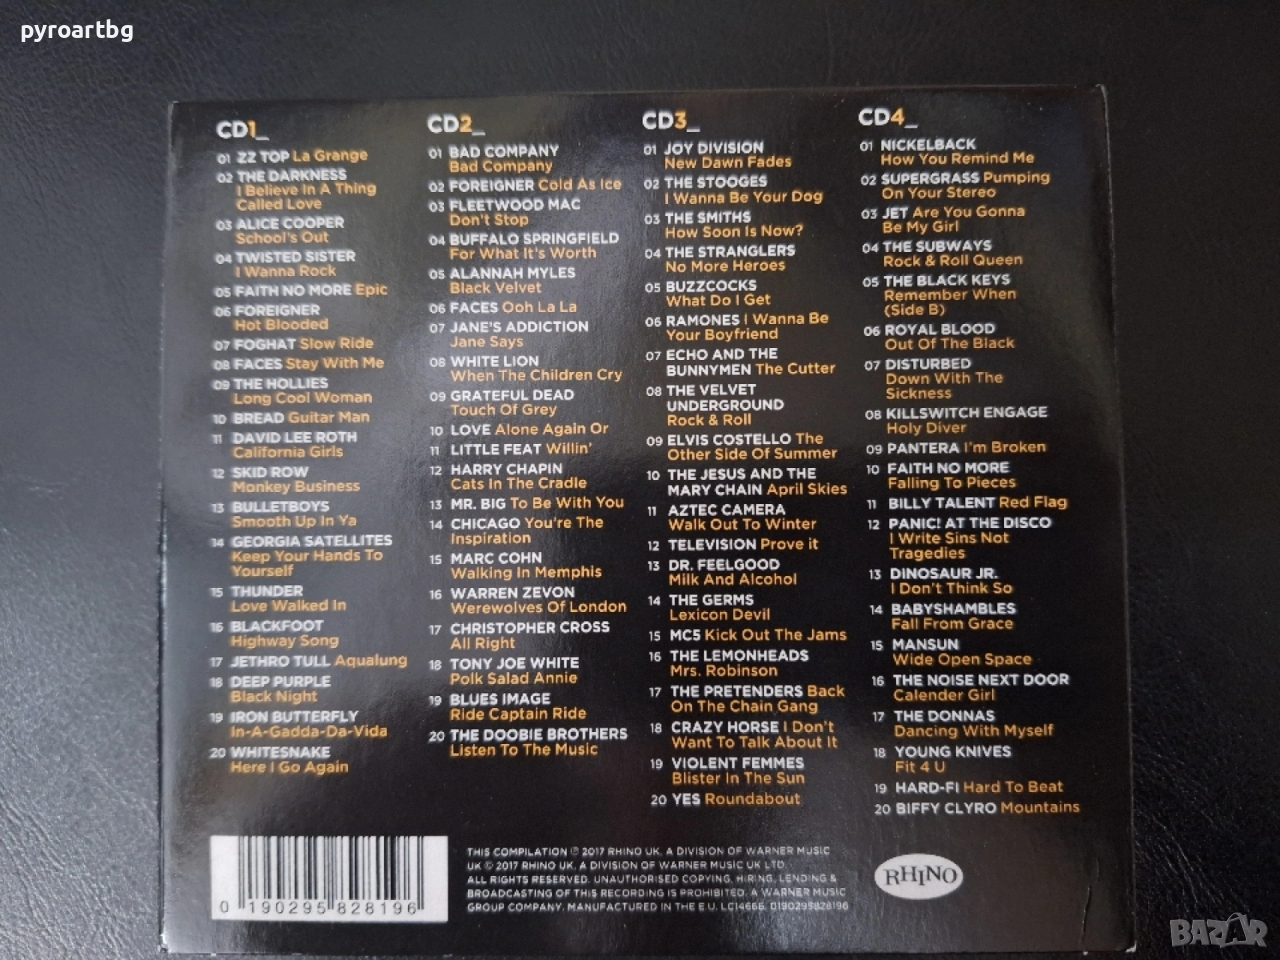 pyroartbg
CD1_
01 ZZ TOP La Grange
02 THE DARKNESS
I Believe In A Thing
Called Love
03 ALICE COOPER
School's Out
04 TWISTED SISTER
I Wanna Rock
05 FAITH NO MORE Epic
06 FOREIGNER
Hot Blooded
07 FOGHAT Slow Ride
08 FACES Stay With Me
09 THE HOLLIES
Long Cool Woman
10 BREAD Guitar Man
11 DAVID LEE ROTH
California Girls
12 SKID ROW
Monkey Business
13 BULLETBOYS
Smooth Up In Ya
14 GEORGIA SATELLITES
Keep Your Hands To
Yourself
15 THUNDER
Love Walked In
16 BLACKFOOT
Highway Song
17 JETHRO TULL Aqualung
18 DEEP PURPLE
Black Night
19 IRON BUTTERFLY
In-A-Gadda-Da-Vida
20 WHITESNAKE
Here I Go Again
CD2_
01 BAD COMPANY
Bad Company
02 FOREIGNER Cold As Ice
03 FLEETWOOD MAC
Don't Stop
04 BUFFALO SPRINGFIELD
For What It's Worth
05 ALANNAH MYLES
Black Velvet
06 FACES Ooh La La
07 JANE'S ADDICTION
Jane Says
08 WHITE LION
When The Children Cry
09 GRATEFUL DEAD
Touch Of Grey
10 LOVE Alone Again Or
11 LITTLE FEAT Willin'
12 HARRY CHAPIN
Cats In The Cradle
13 MR. BIG To Be With You
14 CHICAGO You're The
Inspiration
15 MARC COHN
Walking In Memphis
16 WARREN ZEVON
Werewolves Of London
17 CHRISTOPHER CROSS
All Right
18 TONY JOE WHITE
Polk Salad Annie
19 BLUES IMAGE
Ride Captain Ride
20 THE DOOBIE BROTHERS
Listen To The Music
CD3_
01 JOY DIVISION
New Dawn Fades
02 THE STOOGES
I Wanna Be Your Dog
03 THE SMITHS
How Soon Is Now?
04 THE STRANGLERS
No More Heroes
05 BUZZCOCKS
What Do I Get
06 RAMONES I Wanna Be
Your Boyfriend
07 ECHO AND THE
BUNNYMEN The Cutter
08 THE VELVET
UNDERGROUND
Rock & Roll
09 ELVIS COSTELLO The
Other Side Of Summer
10 THE JESUS AND THE
MARY CHAIN April Skies
11 AZTEC CAMERA
Walk Out To Winter
12 TELEVISION Prove it
13 DR. FEELGOOD
Milk And Alcohol
14 THE GERMS
Lexicon Devil
15 MC5 Kick Out The Jams
16 THE LEMONHEADS
Mrs. Robinson
17 THE PRETENDERS Back
On The Chain Gang
18 CRAZY HORSE I Don't
Want To Talk About It
19 VIOLENT FEMMES
Blister In The Sun
20 YES Roundabout
CD4_
01 NICKELBACK
How You Remind Me
02 SUPERGRASS Pumping
On Your Stereo
03 JET Are You Gonna
Be My Girl
04 THE SUBWAYS
Rock & Roll Queen
05 THE BLACK KEYS
Remember When
(Side B)
06 ROYAL BLOOD
Out Of The Black
07 DISTURBED
Down With The
Sickness
08 KILLSWITCH ENGAGE
Holy Diver
09 PANTERA I'm Broken
10 FAITH NO MORE
Falling To Pieces
11 BILLY TALENT Red Flag
12 PANIC! AT THE DISCO
I Write Sins Not
Tragedies
13 DINOSAUR JR.
I Don't Think So
14 BABYSHAMBLES
Fall From Grace
15 MANSUN
Wide Open Space
16 THE NOISE NEXT DOOR
Calender Girl
17 THE DONNAS
Dancing With Myself
18 YOUNG KNIVES
Fit 4 U
19 HARD-FI Hard To Beat
20 BIFFY CLYRO Mountains
0 190295 828196
THIS COMPILATION ℗ 2017 RHINO UK, A DIVISION OF WARNER MUSIC
UK © 2017 RHINO UK, A DIVISION OF WARNER MUSIC UK LTD.
ALL RIGHTS RESERVED. UNAUTHORISED COPYING, HIRING, LENDING &
BROADCASTING OF THIS RECORDING IS PROHIBITED. A WARNER MUSIC
GROUP COMPANY. MANUFACTURED IN THE E.U. LC14666. 0190295828196
RHINO
BAZAR